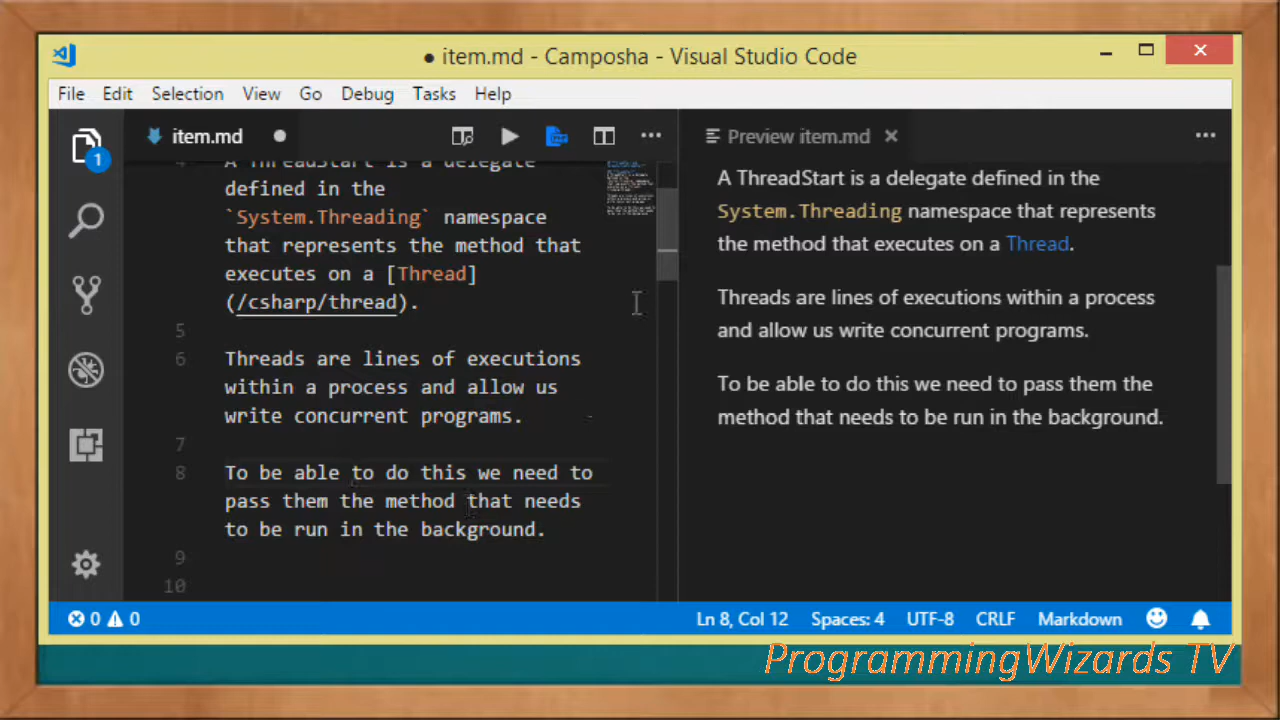 ● item.md - Camposha - Visual Studio Code
File Edit Selection View Go Debug Tasks Help
1
item.md ●
Preview item.md
4 A ThreadStart is a delegate
defined in the
`System.Threading` namespace
that represents the method that
executes on a [Thread]
(/csharp/thread).
5
6 Threads are lines of executions
within a process and allow us
write concurrent programs.
7
8 To be able to do this we need to
pass them the method that needs
to be run in the background.
9
10
A ThreadStart is a delegate defined in the
System.Threading namespace that represents
the method that executes on a Thread.
Threads are lines of executions within a process
and allow us write concurrent programs.
To be able to do this we need to pass them the
method that needs to be run in the background.
0 0 Ln 8, Col 12 Spaces: 4 UTF-8 CRLF Markdown
ProgrammingWizards TV